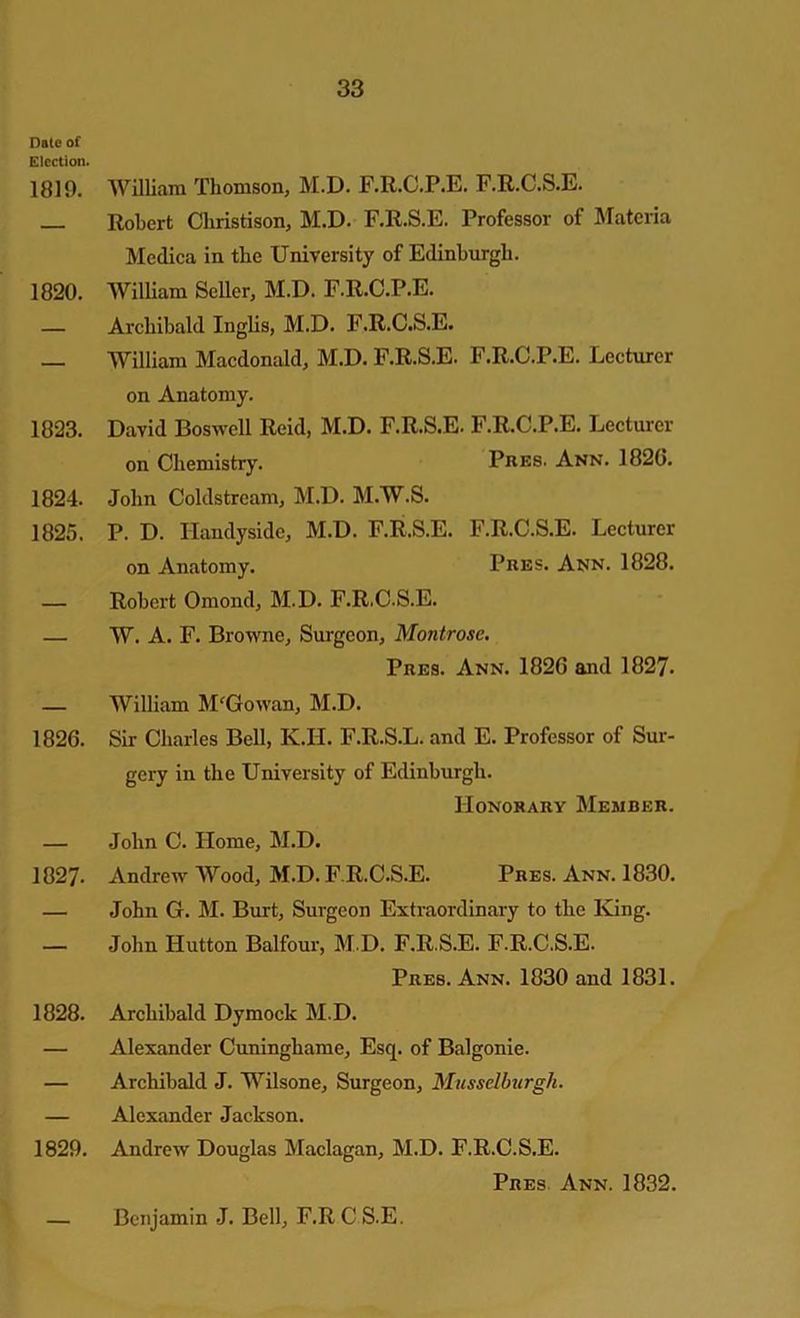 33
Date of
Election.
1819. William Thomson, M.D. F.R.C.P.E. F.R.C.S.E.
— Robert Christison, M.D. F.R.S.E. Professor of Materia
Medica in the University of Edinburgh.
1820. William Seller, M.D. F.R.C.P.E.
— Archibald Inglis, M.D. F.R.C.S.E.
— William Macdonald, M.D. F.R.S.E. F.R.C.P.E. Lecturer
on Anatomy.
1823. David Boswell Reid, M.D. F.R.S.E. F.R.C.P.E. Lecturer
on Chemistry. Pres. Ann. 1826.
1824. John Coldstream, M.D. M.W.S.
1825. P. D. Handyside, M.D. F.R.S.E. F.R.C.S.E. Lecturer
on Anatomy. Pres. Ann. 1828.
— Robert Omond, M.D. F.R.C.S.E.
— W. A. F. Browne, Surgeon, Montrose.
Pres. Ann. 1826 and 1827.
— William M'Gowan, M.D.
1826. Sir Charles Bell, K.H. F.R.S.L. and E. Professor of Sur-
gery in the University of Edinburgh.
Honorary Member.
— John C. Home, M.D.
1827. Andrew Wood, M.D. F.R.C.S.E. Pres. Ann. 1830.
— John G. M. Burt, Surgeon Extraordinary to the King.
— John Hutton Balfour, M.D. F.R.S.E. F.R.C.S.E.
Pres. Ann. 1830 and 1831.
1828. Archibald Dymock M.D.
— Alexander Cuninghame, Esq. of Balgonie.
— Archibald J. Wilsone, Surgeon, Musselburgh.
— Alexander Jackson.
1829. Andrew Douglas Maclagan, M.D. F.R.C.S.E.
Pres. Ann. 1832.
— Benjamin J. Bell, F.R C S.E.